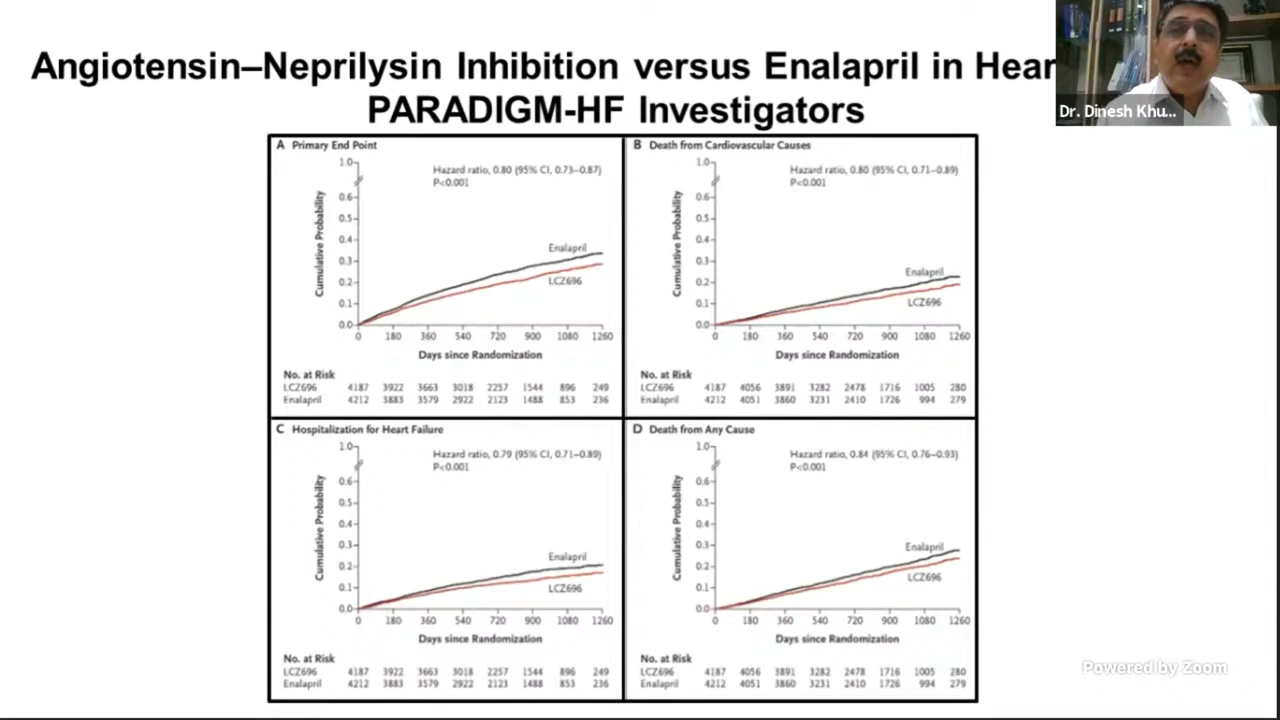 Angiotensin–Neprilysin Inhibition versus Enalapril in Hear
PARADIGM-HF Investigators
Dr. Dinesh Khu...
A Primary End Point
Hazard ratio, 0.80 (95% CI, 0.73–0.87)
P<0.001
Cumulative Probability
1.0
0.6
0.5
0.4
0.3
0.2
0.1
0.0
Enalapril
LCZ696
0 180 360 540 720 900 1080 1260
Days since Randomization
No. at Risk
LCZ696 4187 3922 3663 3018 2257 1544 896 249
Enalapril 4212 3883 3579 2922 2123 1488 853 236
B Death from Cardiovascular Causes
Hazard ratio, 0.80 (95% CI, 0.71–0.89)
P<0.001
Cumulative Probability
1.0
0.6
0.5
0.4
0.3
0.2
0.1
0.0
Enalapril
LCZ696
0 180 360 540 720 900 1080 1260
Days since Randomization
No. at Risk
LCZ696 4187 4056 3891 3282 2478 1716 1005 280
Enalapril 4212 4051 3860 3231 2410 1726 994 279
C Hospitalization for Heart Failure
Hazard ratio, 0.79 (95% CI, 0.71–0.89)
P<0.001
Cumulative Probability
1.0
0.6
0.5
0.4
0.3
0.2
0.1
0.0
Enalapril
LCZ696
0 180 360 540 720 900 1080 1260
Days since Randomization
No. at Risk
LCZ696 4187 3922 3663 3018 2257 1544 896 249
Enalapril 4212 3883 3579 2922 2123 1488 853 236
D Death from Any Cause
Hazard ratio, 0.84 (95% CI, 0.76–0.93)
P<0.001
Cumulative Probability
1.0
0.6
0.5
0.4
0.3
0.2
0.1
0.0
Enalapril
LCZ696
0 180 360 540 720 900 1080 1260
Days since Randomization
No. at Risk
LCZ696 4187 4056 3891 3282 2478 1716 1005 280
Enalapril 4212 4051 3860 3231 2410 1726 994 279
Powered by Zoom